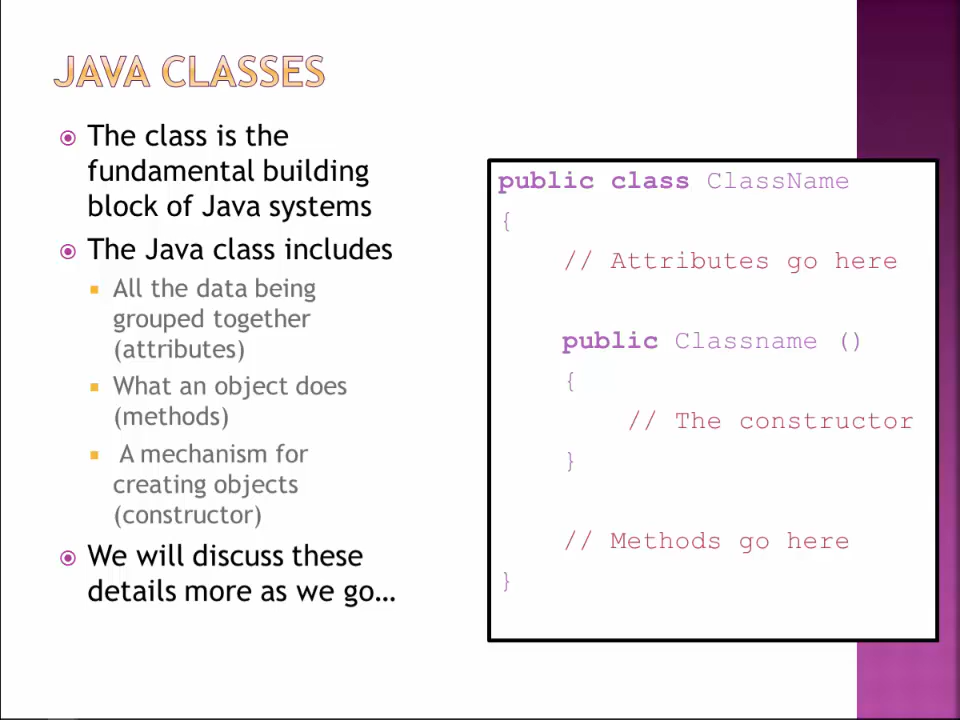 JAVA CLASSES
The class is the
fundamental building
block of Java systems
The Java class includes
All the data being
grouped together
(attributes)
What an object does
(methods)
A mechanism for
creating objects
(constructor)
We will discuss these
details more as we go…
public class ClassName
{
// Attributes go here
public Classname ()
{
// The constructor
}
// Methods go here
}